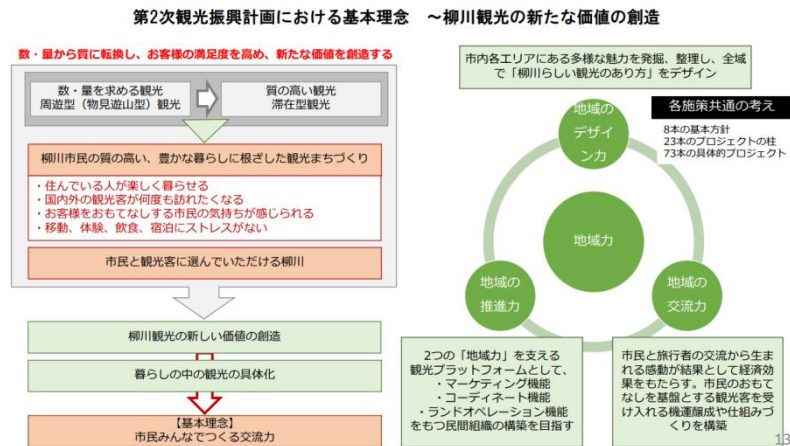 第2次観光振興計画における基本理念　～柳川観光の新たな価値の創造
数・量から質に転換し、お客様の満足度を高め、新たな価値を創造する
数・量を求める観光
周遊型（物見遊山型）観光
質の高い観光
滞在型観光
柳川市民の質の高い、豊かな暮らしに根ざした観光まちづくり
・住んでいる人が楽しく暮らせる
・国内外の観光客が何度も訪れたくなる
・お客様をおもてなしする市民の気持ちが感じられる
・移動、体験、飲食、宿泊にストレスがない
市民と観光客に選んでいただける柳川
柳川観光の新しい価値の創造
暮らしの中の観光の具体化
【基本理念】
市民みんなでつくる交流力
市内各エリアにある多様な魅力を発掘、整理し、全域
で「柳川らしい観光のあり方」をデザイン
各施策共通の考え
8本の基本方針
23本のプロジェクトの柱
73本の具体的プロジェクト
地域の
デザイ
ン力
地域力
地域の
推進力
地域の
交流力
2つの「地域力」を支える
観光プラットフォームとして、
・マーケティング機能
・コーディネート機能
・ランドオペレーション機能
をもつ民間組織の構築を目指す
市民と旅行者の交流から生ま
れる感動が結果として経済効
果をもたらす。市民のおもて
なしを基盤とする観光客を受
け入れる機運醸成や仕組みづ
くりを構築
13